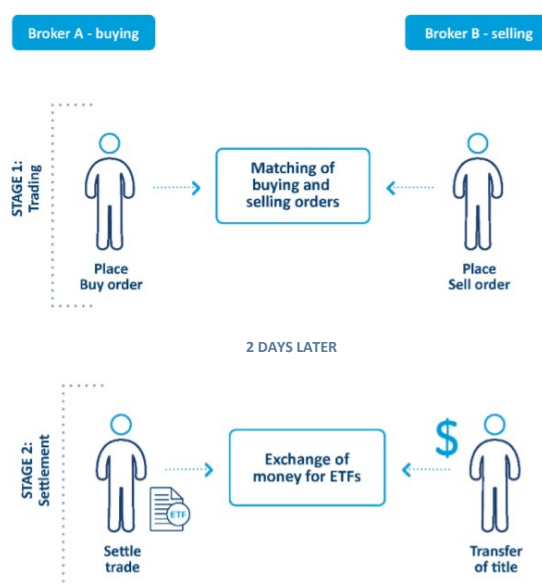 Broker A - buying
Broker B - selling
STAGE 1:
Trading
Matching of
buying and
selling orders
Place
Buy order
Place
Sell order
2 DAYS LATER
STAGE 2:
Settlement
Exchange of
money for ETFs
$
ETF
Settle
trade
Transfer
of title